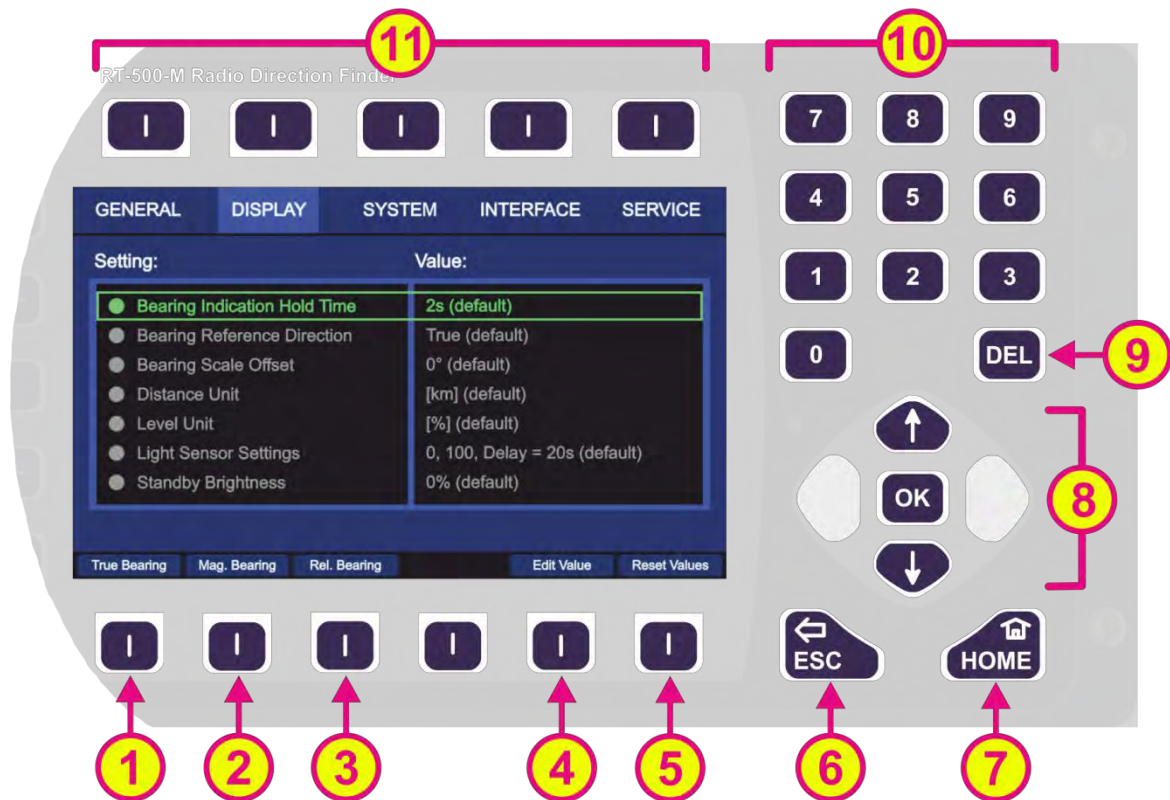 11
10
RT-500-M Radio Direction Finder
I I I I I
7 8 9
GENERAL DISPLAY SYSTEM INTERFACE SERVICE
4 5 6
Setting: Value:
1 2 3
Bearing Indication Hold Time 2s (default)
Bearing Reference Direction True (default)
0 DEL 9
Bearing Scale Offset 0° (default)
Distance Unit [km] (default)
Level Unit [%] (default)
Light Sensor Settings 0, 100, Delay = 20s (default)
Standby Brightness 0% (default)
OK 8
True Bearing Mag. Bearing Rel. Bearing Edit Value Reset Values
I I I I I I
ESC HOME
1 2 3 4 5 6 7